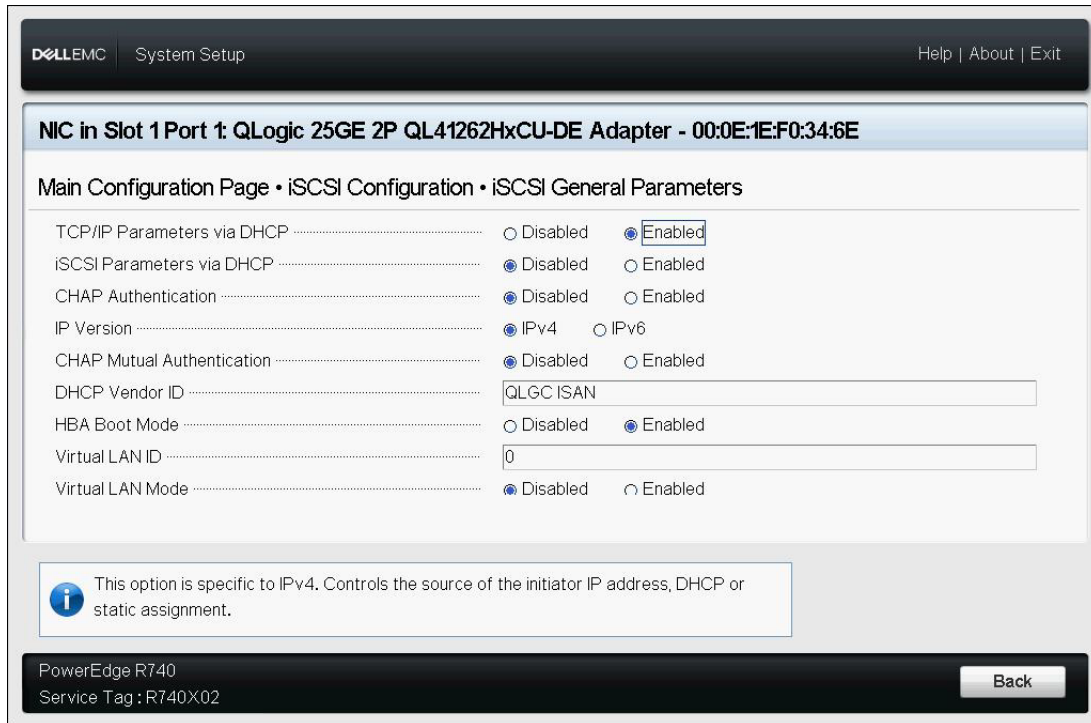 DELLEMC System Setup Help | About | Exit
NIC in Slot 1 Port 1: QLogic 25GE 2P QL41262HxCU-DE Adapter - 00:0E:1E:F0:34:6E
Main Configuration Page • iSCSI Configuration • iSCSI General Parameters
TCP/IP Parameters via DHCP Disabled Enabled
iSCSI Parameters via DHCP Disabled Enabled
CHAP Authentication Disabled Enabled
IP Version IPv4 IPv6
CHAP Mutual Authentication Disabled Enabled
DHCP Vendor ID QLGC ISAN
HBA Boot Mode Disabled Enabled
Virtual LAN ID 0
Virtual LAN Mode Disabled Enabled
This option is specific to IPv4. Controls the source of the initiator IP address, DHCP or
static assignment.
PowerEdge R740
Service Tag : R740X02
Back